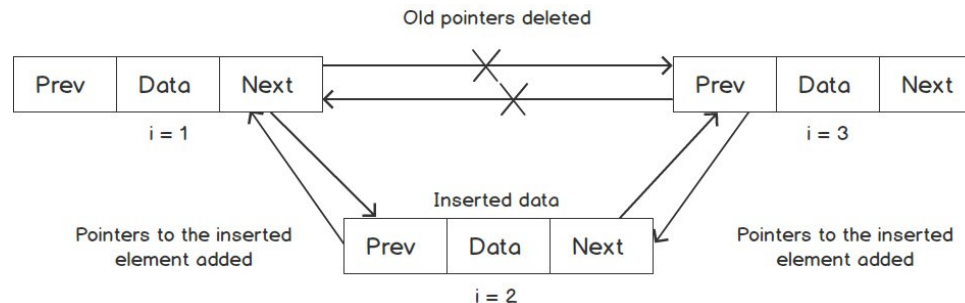 Old pointers deleted
Prev Data Next Prev Data Next
i = 1 i = 3
Inserted data
Pointers to the inserted
element added
Prev Data Next
Pointers to the inserted
element added
i = 2